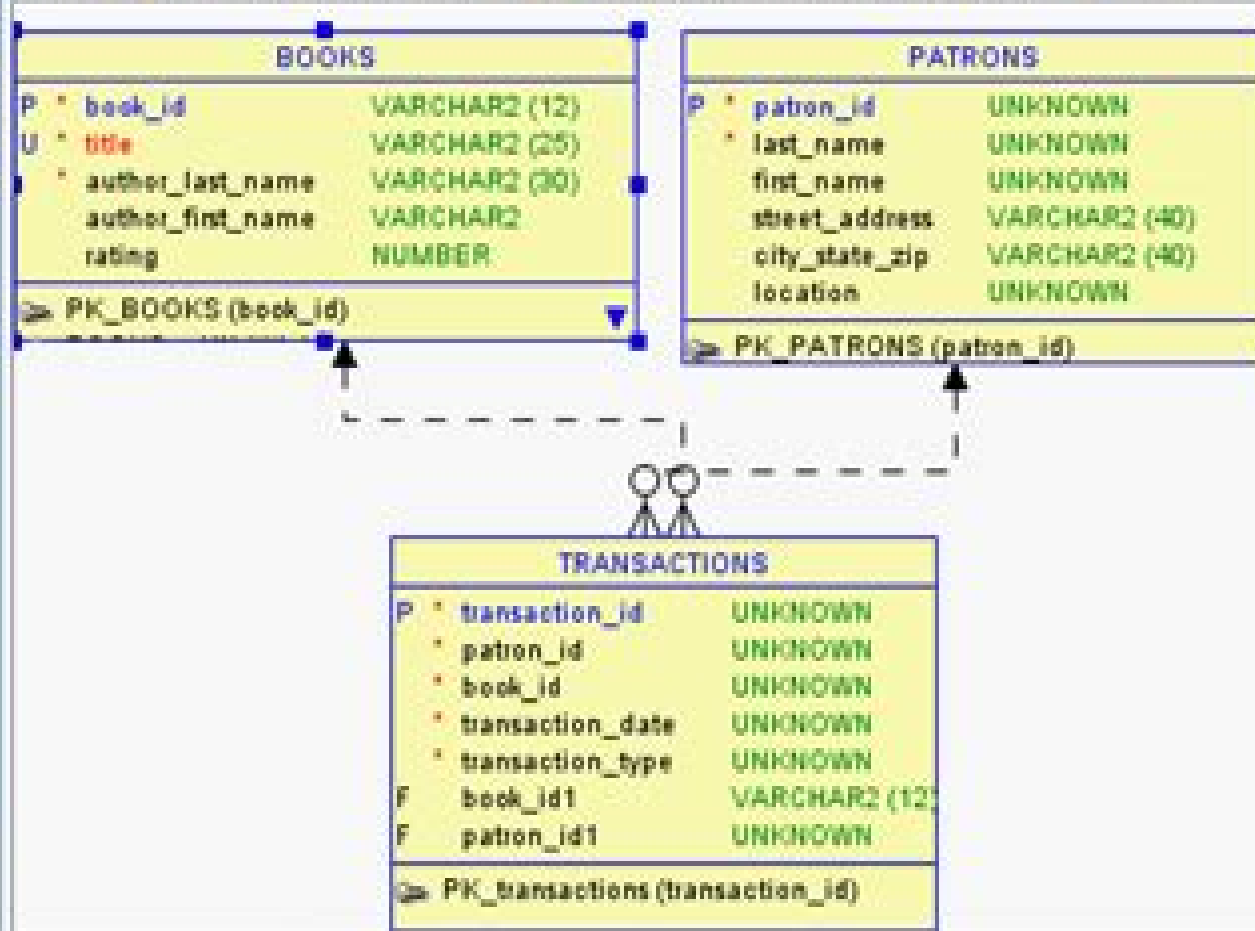 BOOKS
P * book_id VARCHAR2 (12)
U * title VARCHAR2 (25)
* author_last_name VARCHAR2 (30)
author_first_name VARCHAR2
rating NUMBER
PK_BOOKS (book_id)
PATRONS
P * patron_id UNKNOWN
* last_name UNKNOWN
first_name UNKNOWN
street_address VARCHAR2 (40)
city_state_zip VARCHAR2 (40)
location UNKNOWN
PK_PATRONS (patron_id)
TRANSACTIONS
P * transaction_id UNKNOWN
* patron_id UNKNOWN
* book_id UNKNOWN
* transaction_date UNKNOWN
* transaction_type UNKNOWN
F book_id1 VARCHAR2 (12)
F patron_id1 UNKNOWN
PK_transactions (transaction_id)